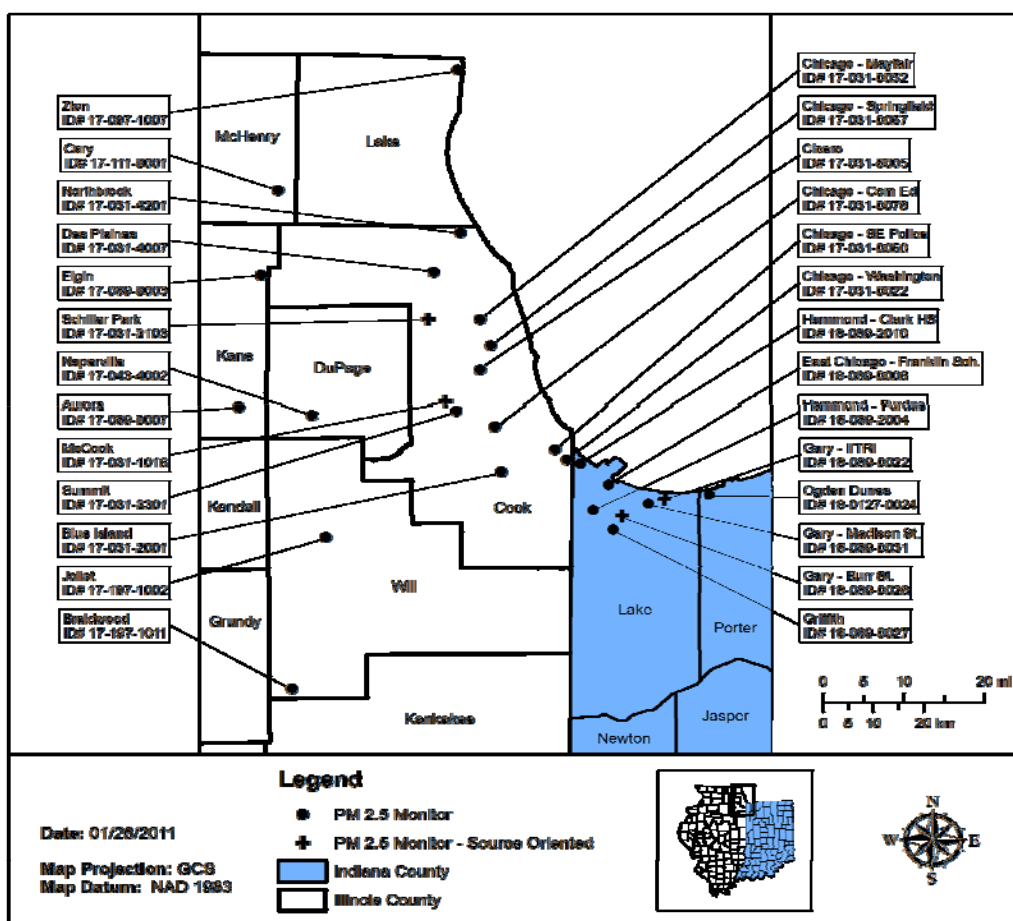 Zion
ID# 17-097-1007
Cary
ID# 17-111-0001
Northbrook
ID# 17-031-4201
Des Plaines
ID# 17-031-4007
Elgin
ID# 17-089-0003
Schiller Park
ID# 17-031-3103
Naperville
ID# 17-043-4002
Aurora
ID# 17-089-0007
McCook
ID# 17-031-1016
Summit
ID# 17-031-3301
Blue Island
ID# 17-031-2001
Joliet
ID# 17-197-1002
Braidwood
ID# 17-197-1011
McHenry
Lake
Kane
DuPage
Kendall
Cook
Will
Grundy
Kankakee
Lake
Porter
Newton
Jasper
Chicago - Mayfair
ID# 17-031-0052
Chicago - Springfield
ID# 17-031-0057
Cicero
ID# 17-031-6005
Chicago - Com Ed
ID# 17-031-0076
Chicago - SE Police
ID# 17-031-0050
Chicago - Washington
ID# 17-031-0022
Hammond - Clark HS
ID# 18-089-2010
East Chicago - Franklin Sch.
ID# 18-089-0006
Hammond - Purdue
ID# 18-089-2004
Gary - IITRI
ID# 18-089-0022
Ogden Dunes
ID# 18-0127-0024
Gary - Madison St.
ID# 18-089-0031
Gary - Burr St.
ID# 18-089-0026
Griffith
ID# 18-089-0027
0 5 10 20 mi
0 5 10 20 km
Date: 01/26/2011
Map Projection: GCS
Map Datum: NAD 1983
Legend
PM 2.5 Monitor
PM 2.5 Monitor - Source Oriented
Indiana County
Illinois County
N
W E
S